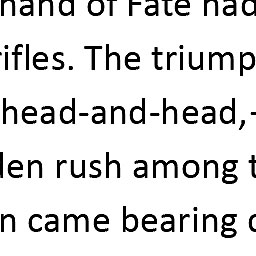 hand of Fate had
rifles. The triump
head-and-head,-
den rush among t
n came bearing